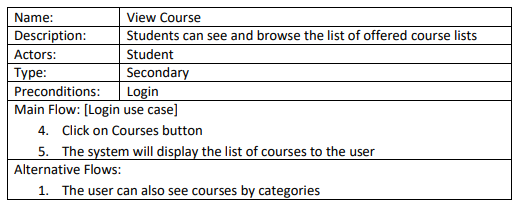 Name: View Course
Description: Students can see and browse the list of offered course lists
Actors: Student
Type: Secondary
Preconditions: Login
Main Flow: [Login use case]
4. Click on Courses button
5. The system will display the list of courses to the user
Alternative Flows:
1. The user can also see courses by categories